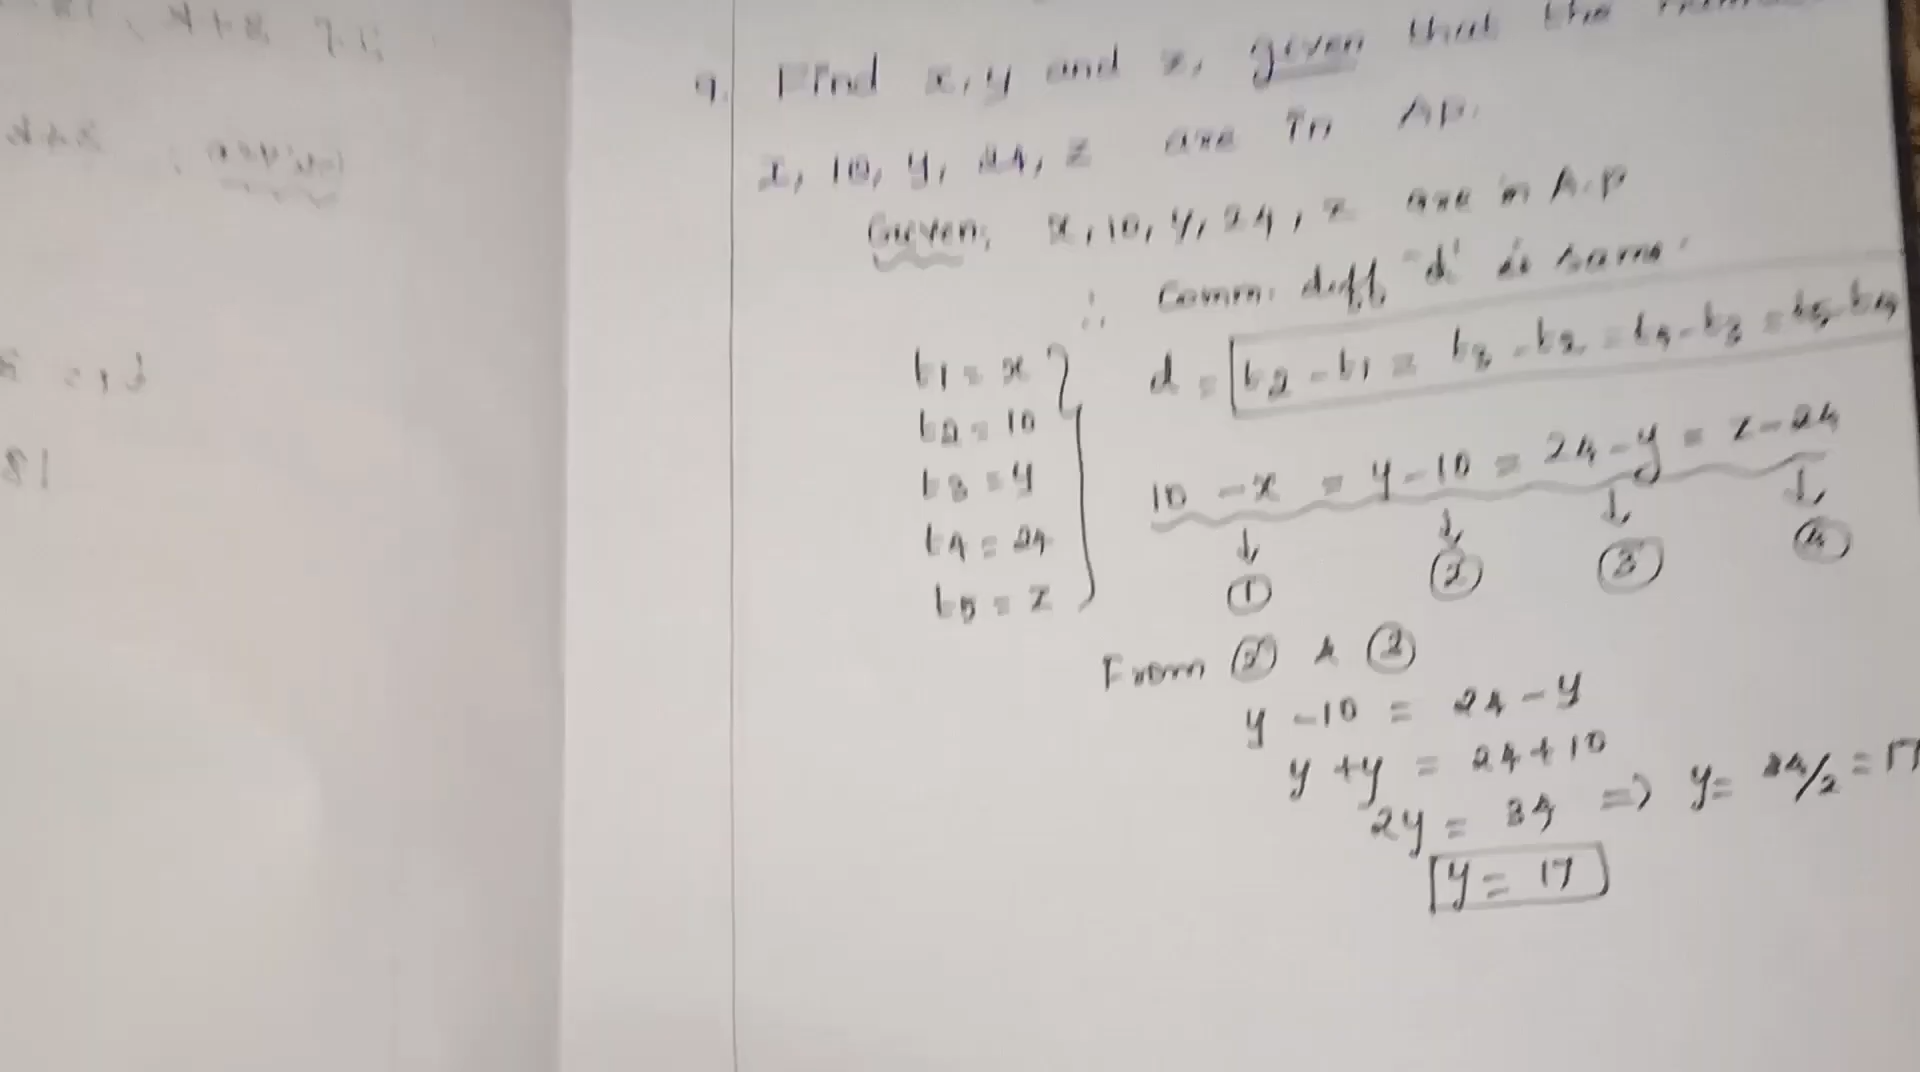 9. Find x, y and z, given that the
x, 10, y, 24, z are in AP.
Given, x, 10, y, 24, z are in A.P
∴ Comm. diff 'd' is same.
t1 = x
t2 = 10
t3 = y
t4 = 24
t5 = z
d = t2 - t1 = t3 - t2 = t4 - t3 = t5 - t4
10 - x = y - 10 = 24 - y = z - 24
↓ ↓ ↓ ↓
① ② ③ ④
From ② & ③
y - 10 = 24 - y
y + y = 24 + 10
2y = 34 ⇒ y = 34/2 = 17
y = 17